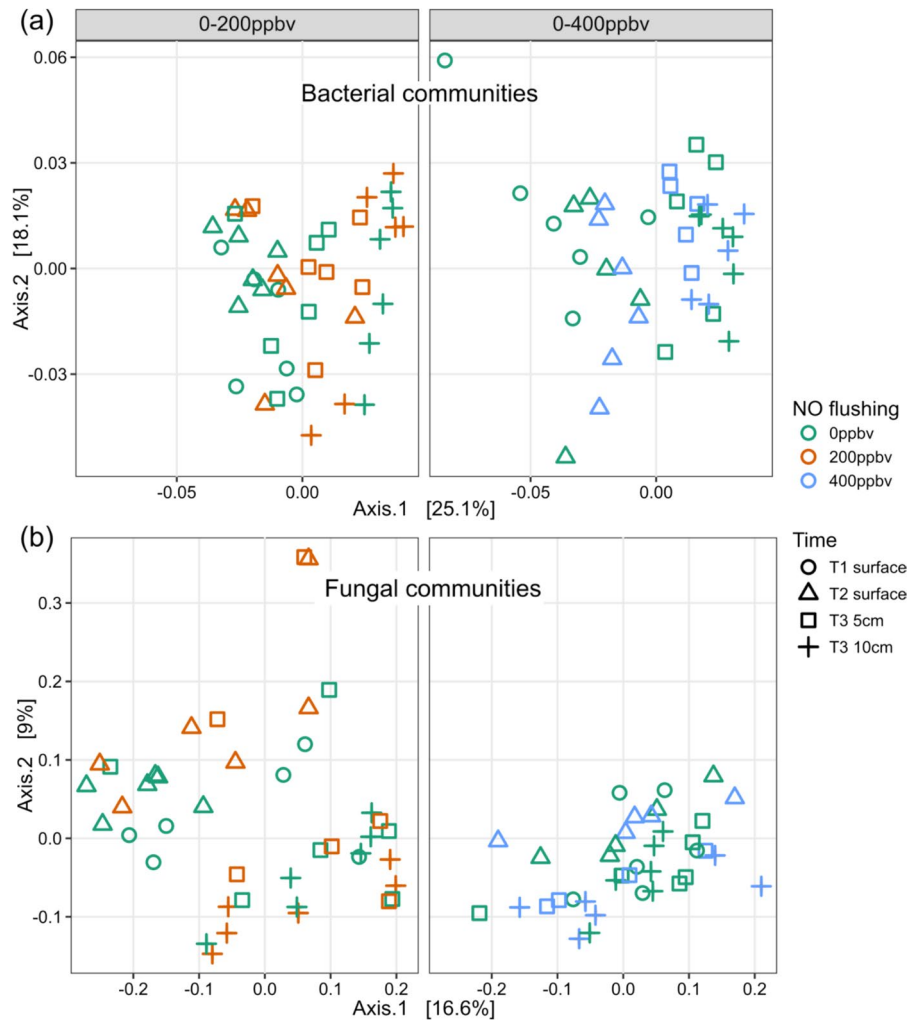 (a)
0-200ppbv 0-400ppbv
Bacterial communities
0.06
0.03
0.00
-0.03
Axis.2 [18.1%]
-0.05 0.00 -0.05 0.00
Axis.1 [25.1%]
NO flushing
0ppbv
200ppbv
400ppbv
(b)
Fungal communities
0.3
0.2
0.1
0.0
-0.1
Axis.2 [9%]
-0.2 -0.1 0.0 0.1 0.2 -0.2 -0.1 0.0 0.1 0.2
Axis.1 [16.6%]
Time
T1 surface
T2 surface
T3 5cm
T3 10cm